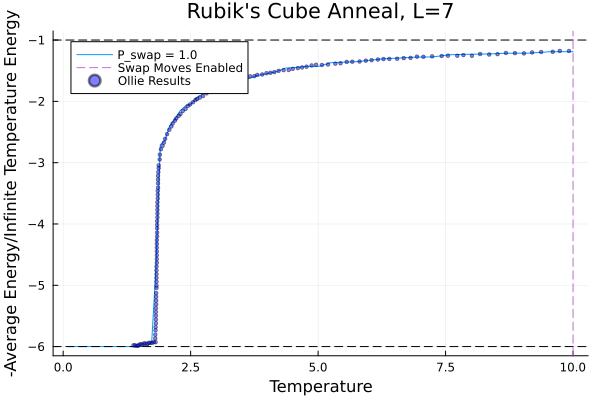 Rubik's Cube Anneal, L=7
-Average Energy/Infinite Temperature Energy
P_swap = 1.0
Swap Moves Enabled
Ollie Results
−1
−2
−3
−4
−5
−6
0.0 2.5 5.0 7.5 10.0
Temperature